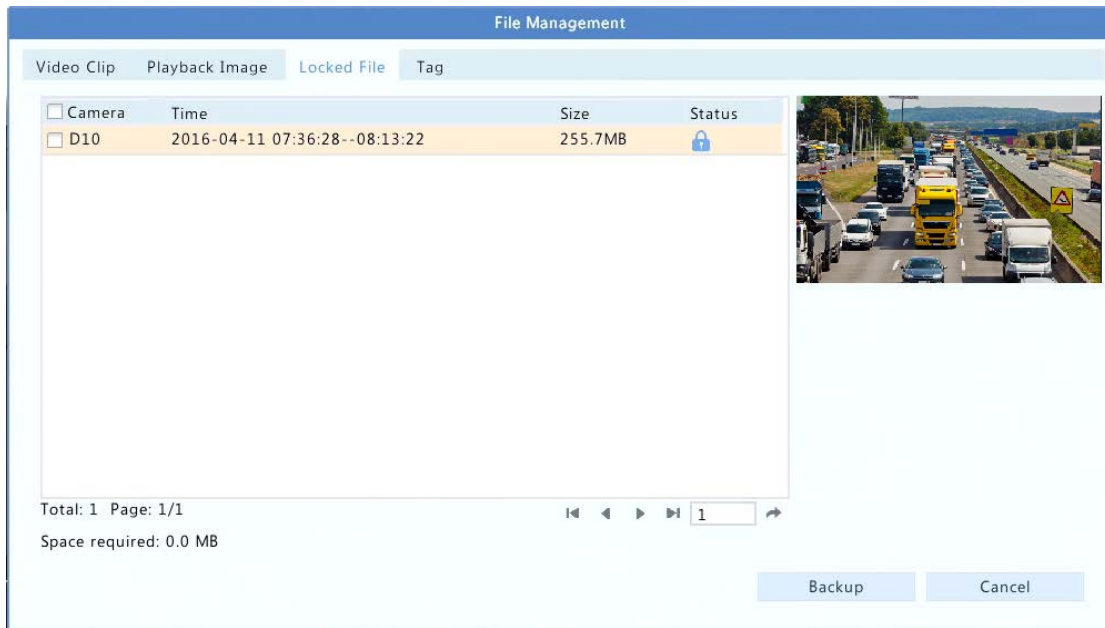 File Management
Video Clip Playback Image Locked File Tag
Camera Time Size Status
D10 2016-04-11 07:36:28--08:13:22 255.7MB
Total: 1 Page: 1/1
1
Space required: 0.0 MB
Backup Cancel